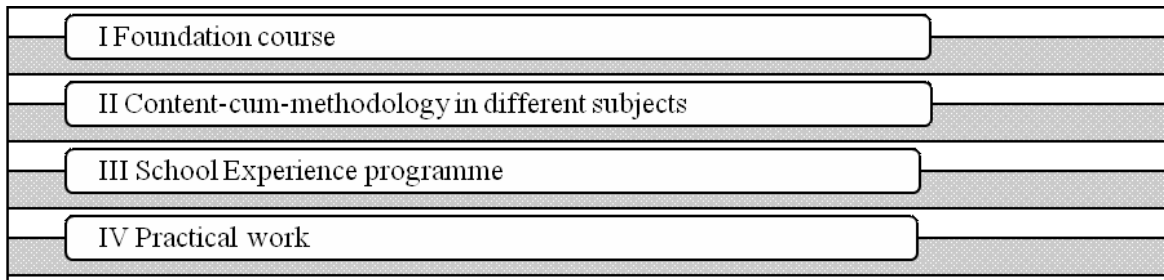 I Foundation course
II Content-cum-methodology in different subjects
III School Experience programme
IV Practical work